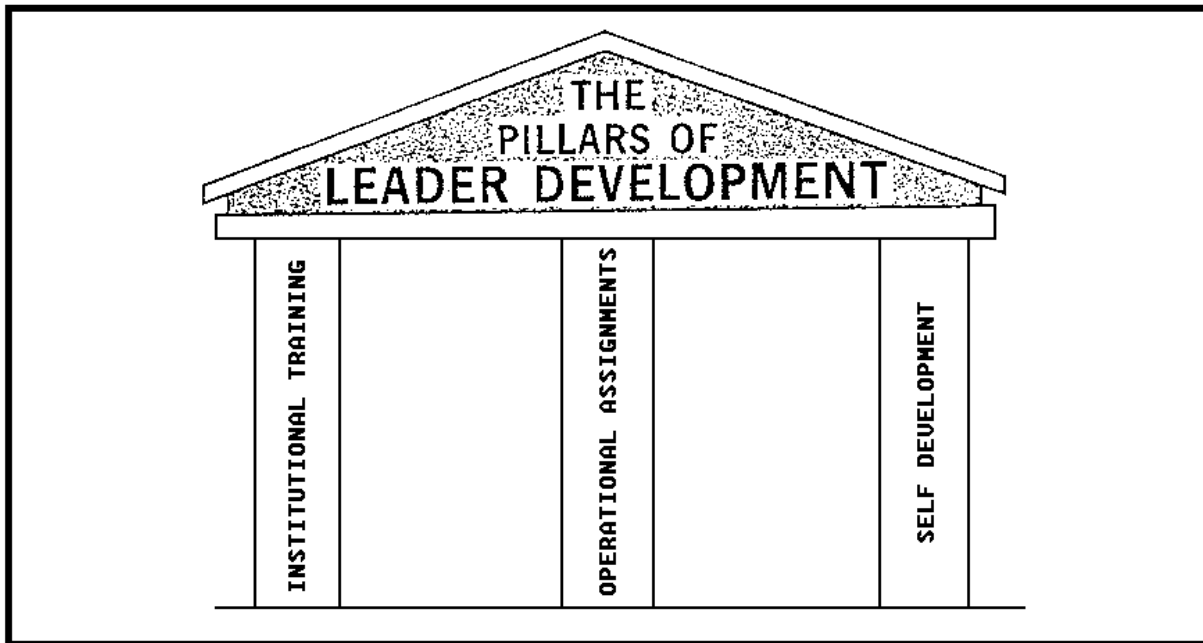 THE
PILLARS OF
LEADER DEVELOPMENT
INSTITUTIONAL TRAINING
OPERATIONAL ASSIGNMENTS
SELF DEVELOPMENT